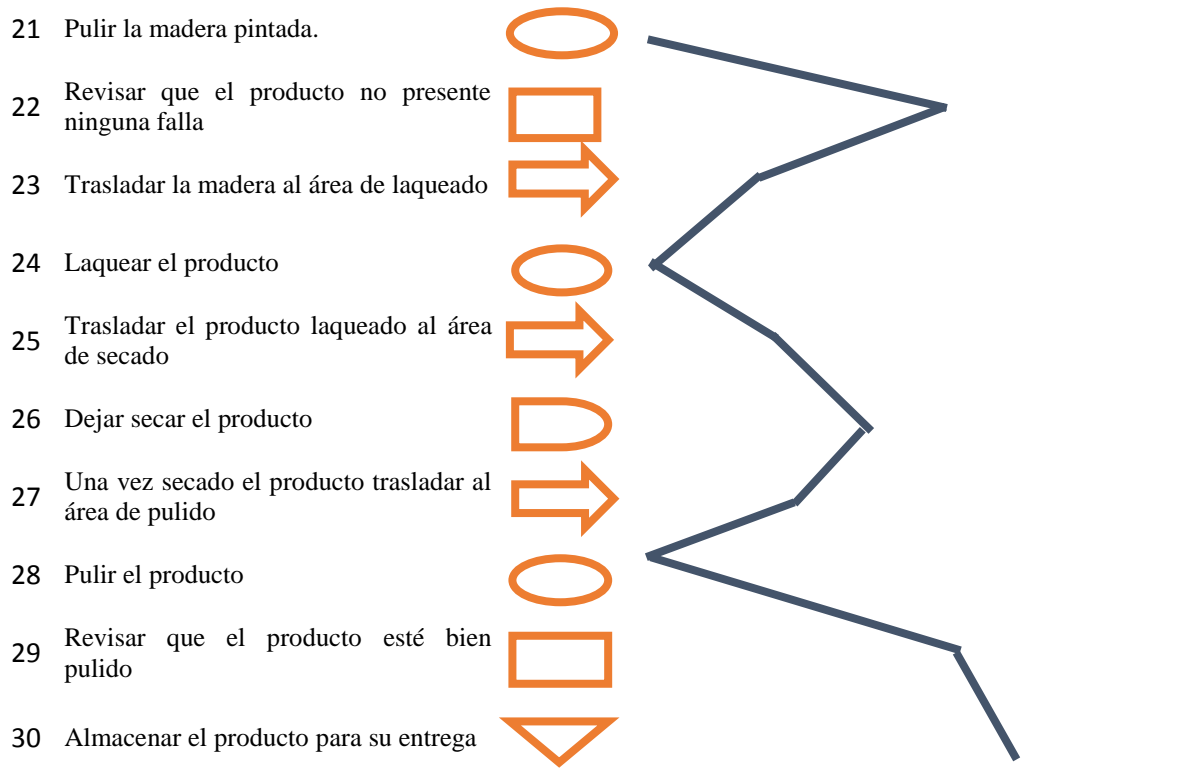 21 Pulir la madera pintada.
22 Revisar que el producto no presente
ninguna falla
23 Trasladar la madera al área de laqueado
24 Laquear el producto
25 Trasladar el producto laqueado al área
de secado
26 Dejar secar el producto
27 Una vez secado el producto trasladar al
área de pulido
28 Pulir el producto
29 Revisar que el producto esté bien
pulido
30 Almacenar el producto para su entrega